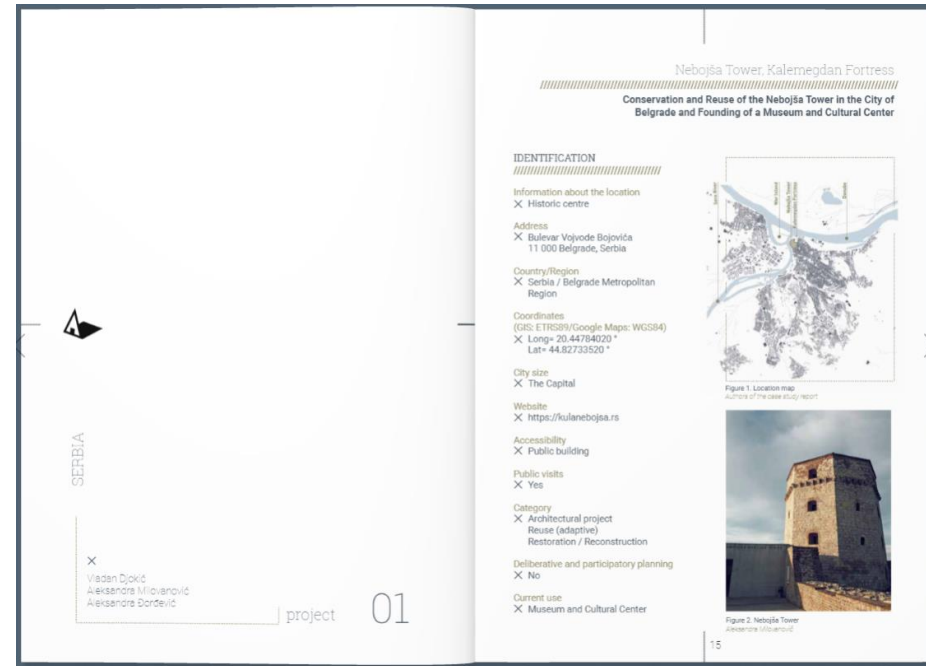 SERBIA
Vladan Djokić
Aleksandra Milovanović
Aleksandra Đorđević
project 01
Nebojša Tower, Kalemegdan Fortress
Conservation and Reuse of the Nebojša Tower in the City of
Belgrade and Founding of a Museum and Cultural Center
IDENTIFICATION
Information about the location
Historic centre
Address
Bulevar Vojvode Bojovića
11 000 Belgrade, Serbia
Country/Region
Serbia / Belgrade Metropolitan
Region
Coordinates
(GIS: ETRS89/Google Maps: WGS84)
Long= 20.44784020 °
Lat= 44.82733520 °
City size
The Capital
Website
https://kulanebojsa.rs
Accessibility
Public building
Public visits
Yes
Category
Architectural project
Reuse (adaptive)
Restoration / Reconstruction
Deliberative and participatory planning
No
Current use
Museum and Cultural Center
Nebojša Tower
Kalemegdan Fortress
Figure 1. Location map
Authors of the case study report
Figure 2. Nebojša Tower
Aleksandra Milovanović
15